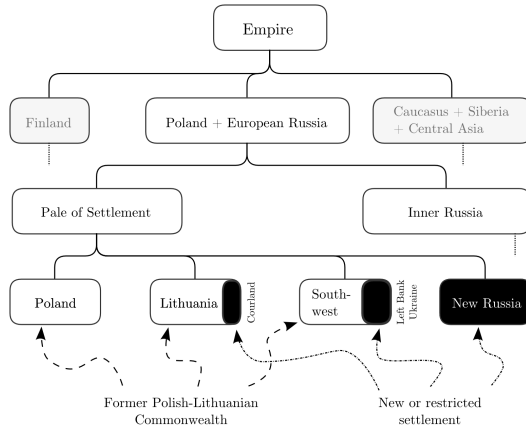 Empire
Finland
Poland + European Russia
Caucasus + Siberia
+ Central Asia
Pale of Settlement
Inner Russia
Poland
Lithuania
Courland
South-
west
Left Bank
Ukraine
New Russia
Former Polish-Lithuanian
Commonwealth
New or restricted
settlement